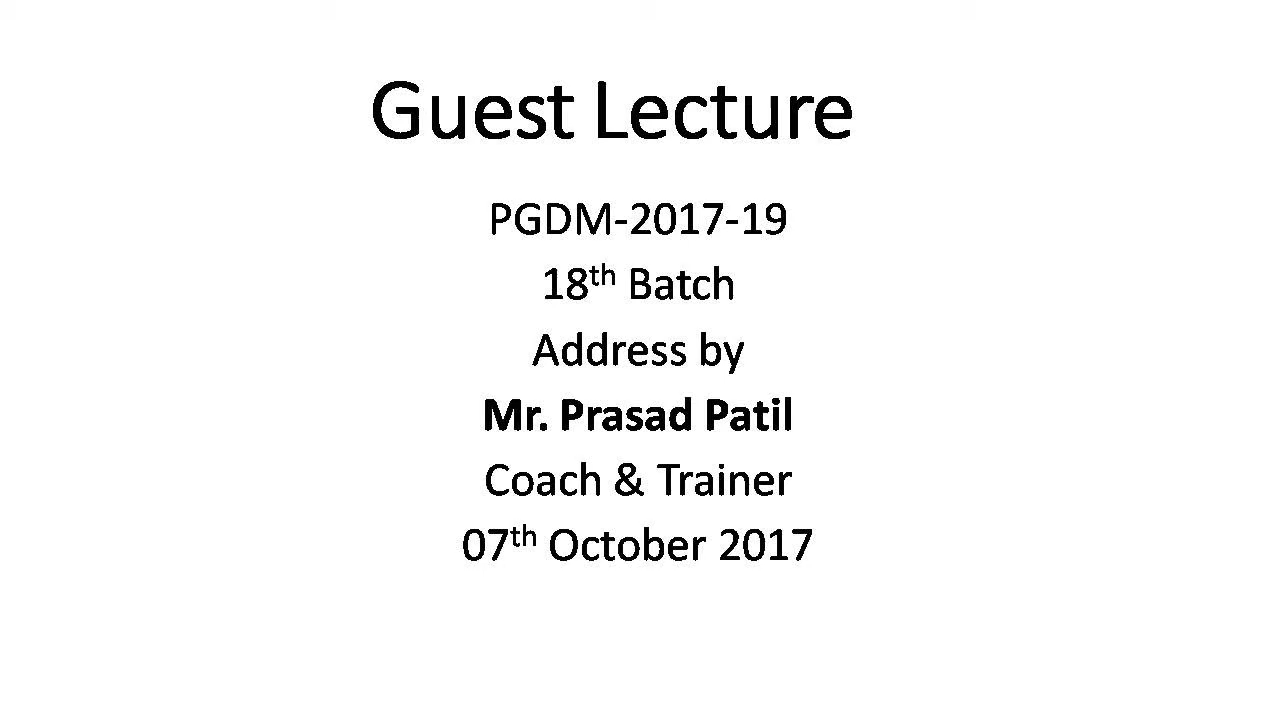 Guest Lecture
PGDM-2017-19
18th Batch
Address by
Mr. Prasad Patil
Coach & Trainer
07th October 2017